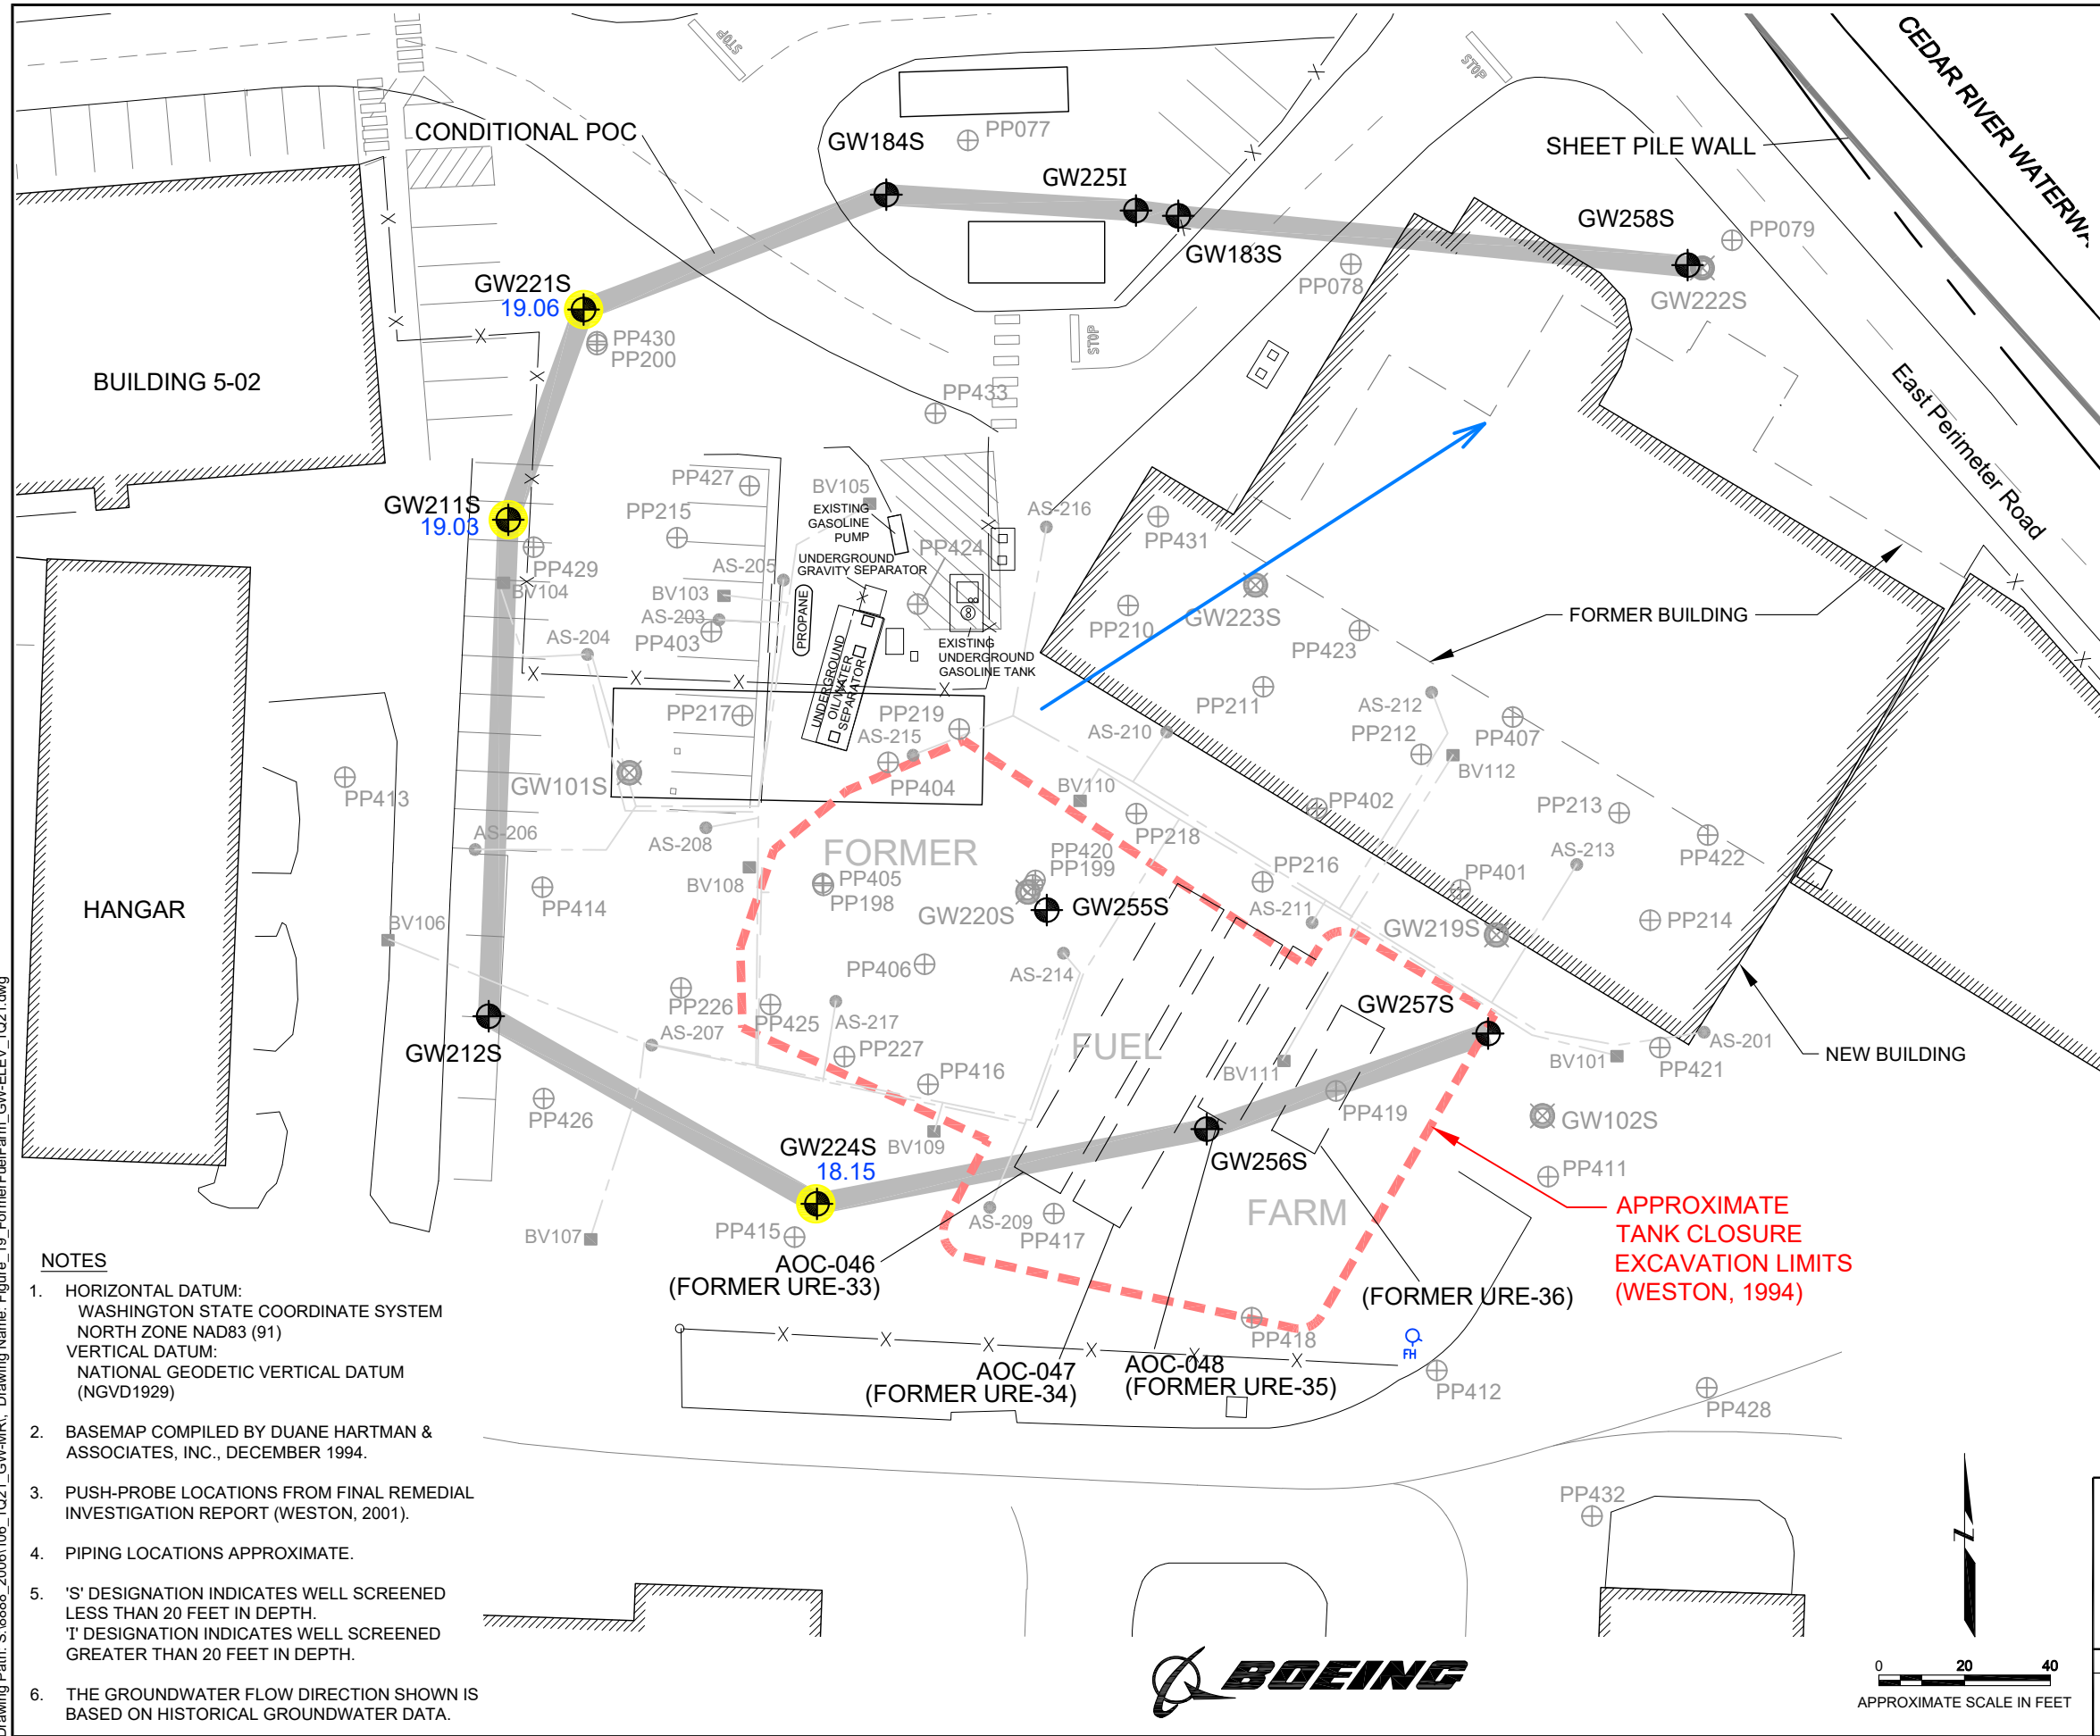 STOP
STOP
CEDAR RIVER WATERWA
CONDITIONAL POC
GW184S
PP077
SHEET PILE WALL
GW225I
GW258S
PP079
GW183S
PP078
GW222S
GW221S
19.06
PP430
PP200
STOP
BUILDING 5-02
PP433
East Perimeter Road
PP427
BV105
GW211S
19.03
EXISTING
GASOLINE
PUMP
AS-216
PP215
PP431
PP424
UNDERGROUND
GRAVITY SEPARATOR
PP429
AS-205
BV104
BV103
PROPANE
AS-203
PP403
AS-204
PP210
GW223S
FORMER BUILDING
PP423
EXISTING
UNDERGROUND
GASOLINE TANK
UNDERGROUND
OIL/WATER
SEPARATOR
PP217
PP219
PP211
AS-212
AS-215
AS-210
PP212
PP407
GW101S
PP413
PP404
BV110
BV112
PP402
PP213
PP218
AS-206
AS-208
FORMER
PP420
PP199
PP422
AS-213
BV108
PP405
PP198
PP216
PP401
HANGAR
PP414
GW220S
GW255S
AS-211
GW219S
PP214
BV106
PP406
AS-214
PP226
PP425
AS-217
GW257S
GW212S
AS-207
PP227
FUEL
BV111
BV101
AS-201
PP421
NEW BUILDING
PP416
PP419
PP426
BV109
GW102S
GW224S
18.15
GW256S
PP411
APPROXIMATE
TANK CLOSURE
EXCAVATION LIMITS
(WESTON, 1994)
FARM
AS-209
PP417
BV107
PP415
AOC-046
(FORMER URE-33)
(FORMER URE-36)
PP418
FH
AOC-047
(FORMER URE-34)
AOC-048
(FORMER URE-35)
PP412
PP428
PP432
NOTES
1. HORIZONTAL DATUM:
WASHINGTON STATE COORDINATE SYSTEM
NORTH ZONE NAD83 (91)
VERTICAL DATUM:
NATIONAL GEODETIC VERTICAL DATUM
(NGVD1929)
2. BASEMAP COMPILED BY DUANE HARTMAN &
ASSOCIATES, INC., DECEMBER 1994.
3. PUSH-PROBE LOCATIONS FROM FINAL REMEDIAL
INVESTIGATION REPORT (WESTON, 2001).
4. PIPING LOCATIONS APPROXIMATE.
5. 'S' DESIGNATION INDICATES WELL SCREENED
LESS THAN 20 FEET IN DEPTH.
'I' DESIGNATION INDICATES WELL SCREENED
GREATER THAN 20 FEET IN DEPTH.
6. THE GROUNDWATER FLOW DIRECTION SHOWN IS
BASED ON HISTORICAL GROUNDWATER DATA.
BOEING
Z
0 20 40
APPROXIMATE SCALE IN FEET